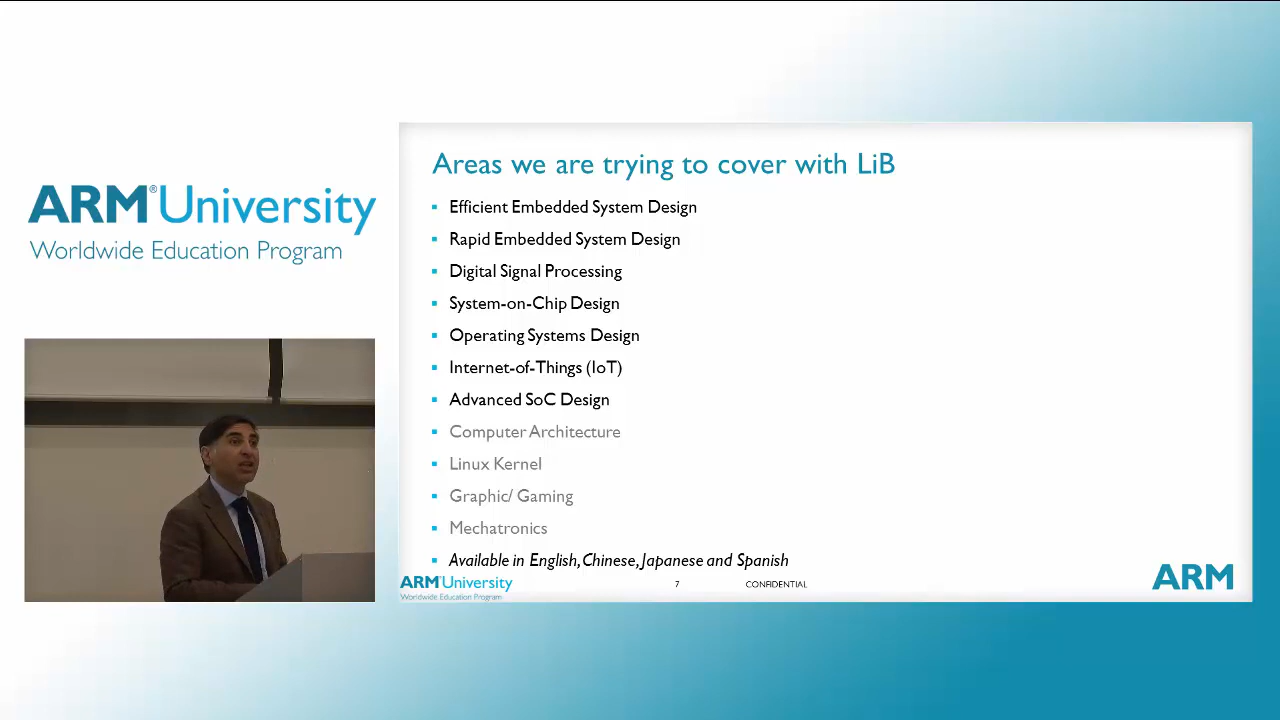 ARM®University
Worldwide Education Program
Areas we are trying to cover with LiB
Efficient Embedded System Design
Rapid Embedded System Design
Digital Signal Processing
System-on-Chip Design
Operating Systems Design
Internet-of-Things (IoT)
Advanced SoC Design
Computer Architecture
Linux Kernel
Graphic/ Gaming
Mechatronics
Available in English, Chinese, Japanese and Spanish
ARM®University
Worldwide Education Program
7
CONFIDENTIAL
ARM